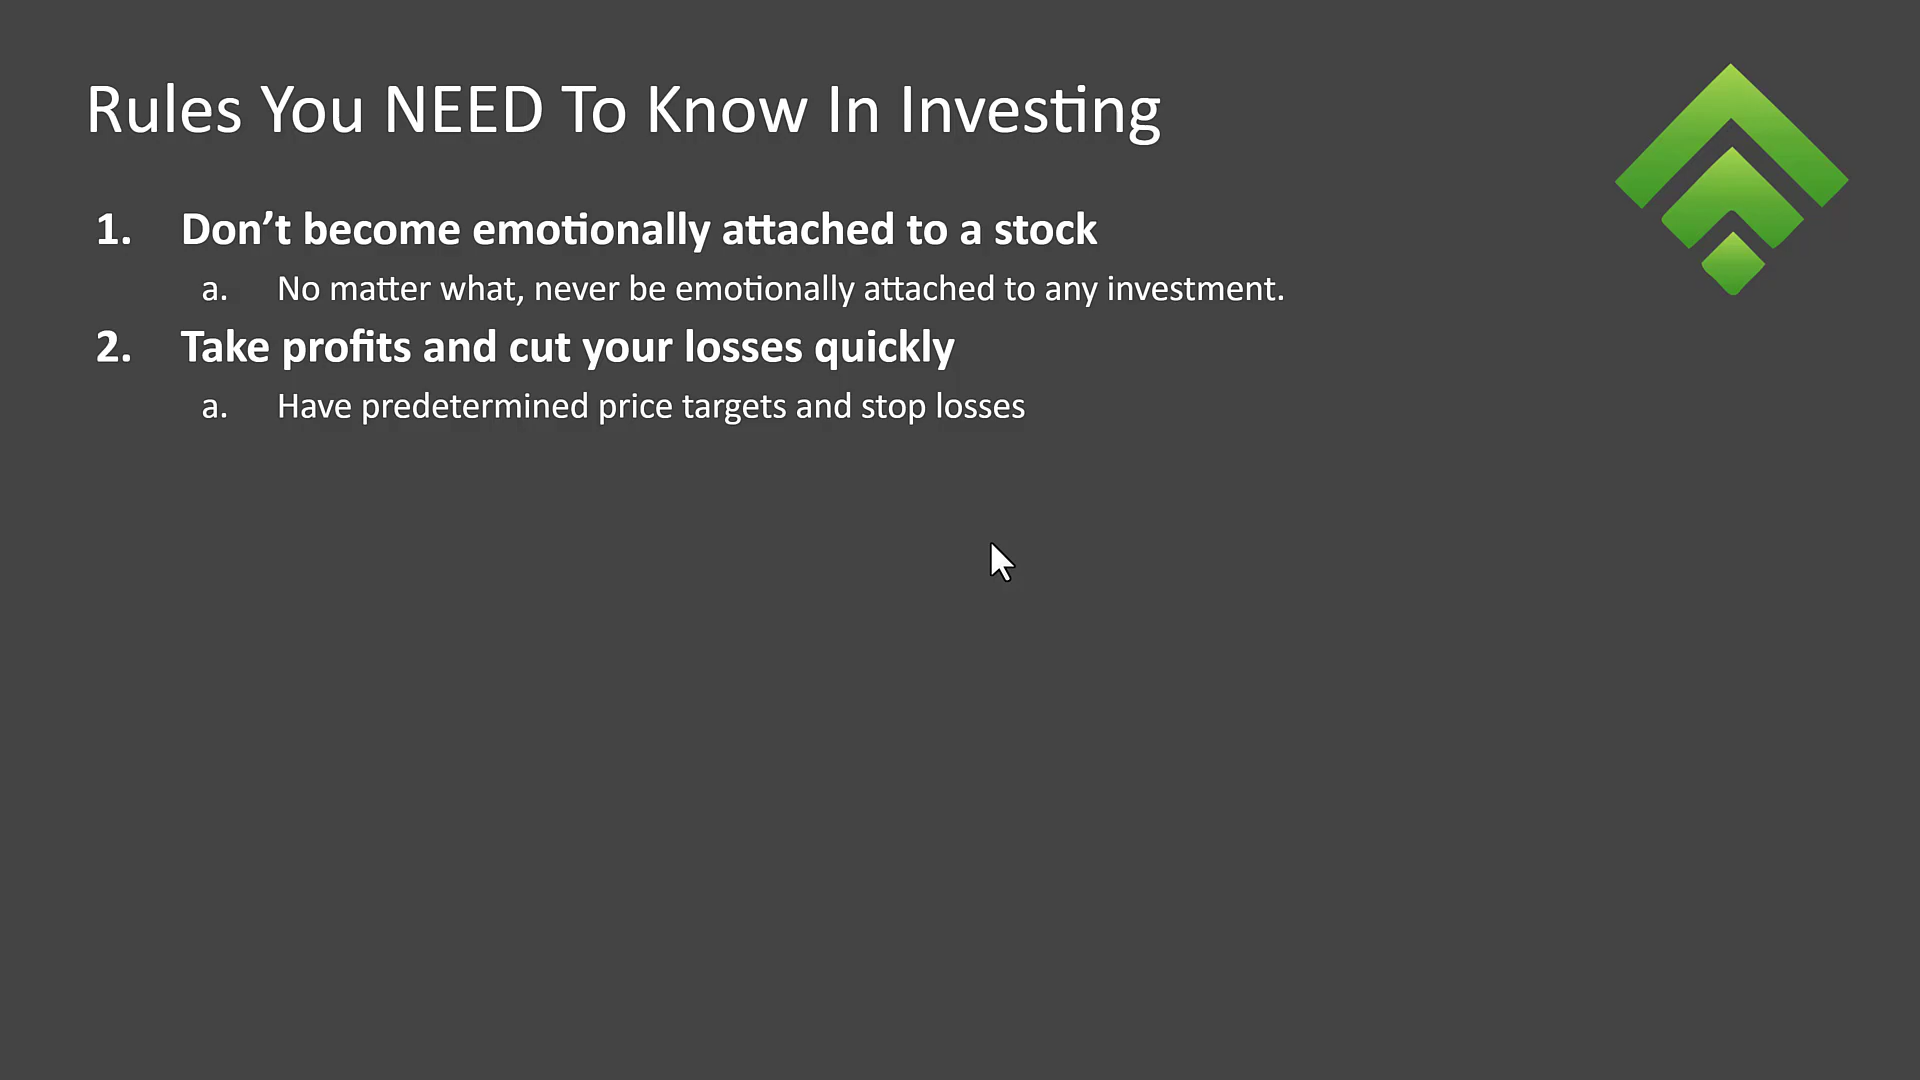 Rules You NEED To Know In Investing
1. Don’t become emotionally attached to a stock
a. No matter what, never be emotionally attached to any investment.
2. Take profits and cut your losses quickly
a. Have predetermined price targets and stop losses